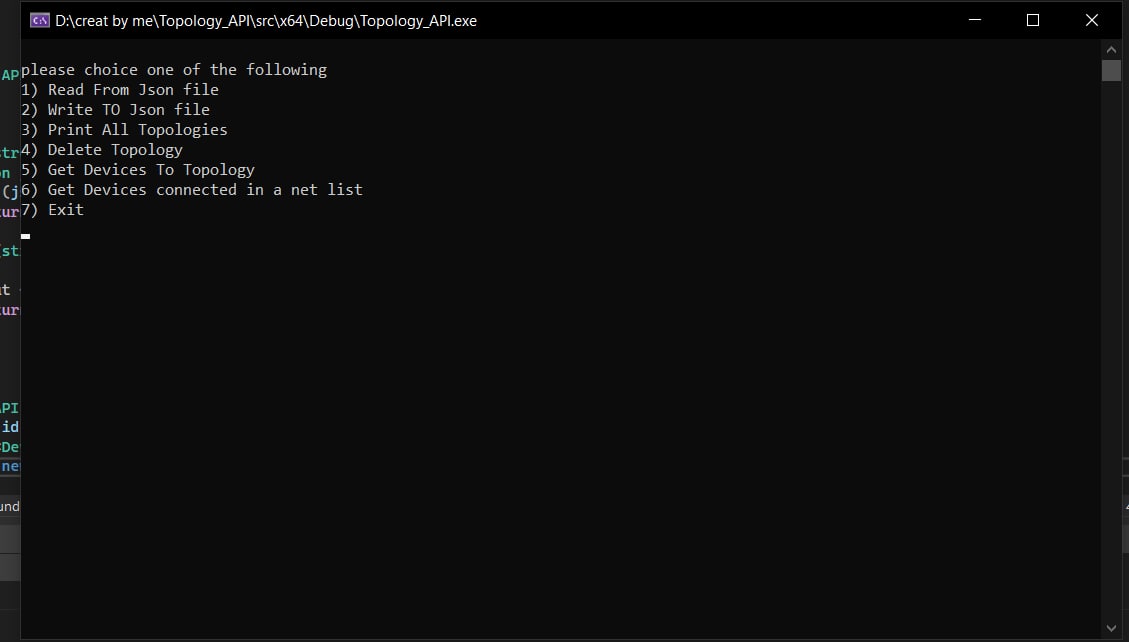 D:\creat by me\Topology_API\src\x64\Debug\Topology_API.exe
please choice one of the following
1) Read From Json file
2) Write TO Json file
3) Print All Topologies
4) Delete Topology
5) Get Devices To Topology
6) Get Devices connected in a net list
7) Exit